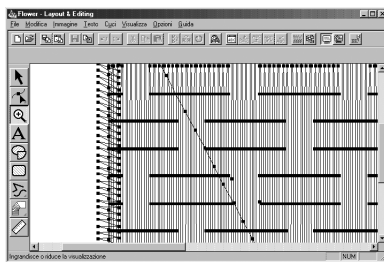 Flower - Layout & Editing
File Modifica Immagine Testo Cuci Visualizza Opzioni Guida
A
Ingrandisce o riduce la visualizzazione NUM